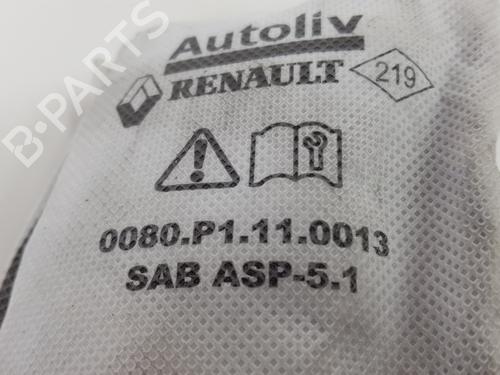 Autoliv
RENAULT 219
0080.P1.11.0013
SAB ASP-5.1
B-PARTS